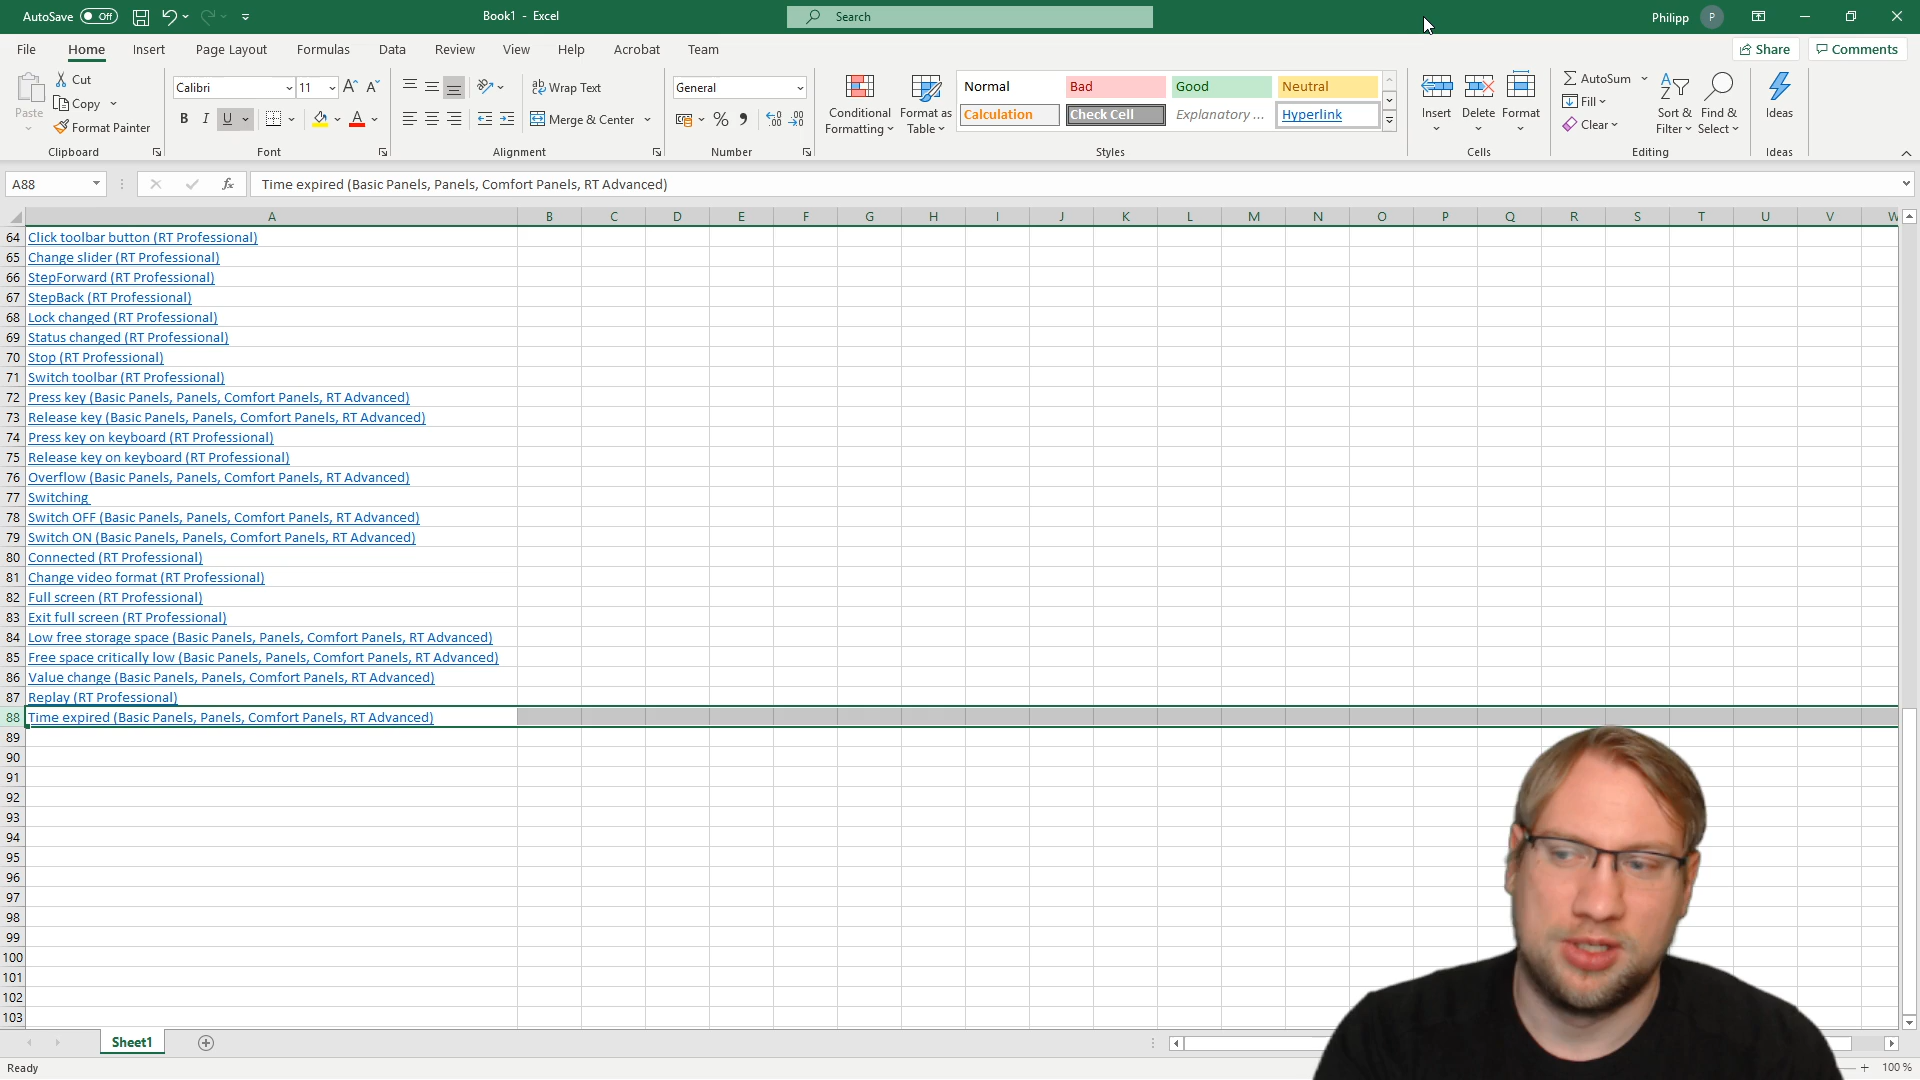 AutoSave Off Book1 - Excel Search Philipp P
File Home Insert Page Layout Formulas Data Review View Help Acrobat Team Share Comments
Paste Cut Copy Format Painter Clipboard
Calibri 11 B I U A Font
Wrap Text Merge & Center Alignment
General % Number
Conditional Formatting Format as Table
Normal Bad Good Neutral
Calculation Check Cell Explanatory ... Hyperlink
Styles
Insert Delete Format Cells
AutoSum Fill Clear Sort & Filter Find & Select Editing
Ideas Ideas
A88 fx Time expired (Basic Panels, Panels, Comfort Panels, RT Advanced)
A B C D E F G H I J K L M N O P Q R S T U V W
64 Click toolbar button (RT Professional)
65 Change slider (RT Professional)
66 StepForward (RT Professional)
67 StepBack (RT Professional)
68 Lock changed (RT Professional)
69 Status changed (RT Professional)
70 Stop (RT Professional)
71 Switch toolbar (RT Professional)
72 Press key (Basic Panels, Panels, Comfort Panels, RT Advanced)
73 Release key (Basic Panels, Panels, Comfort Panels, RT Advanced)
74 Press key on keyboard (RT Professional)
75 Release key on keyboard (RT Professional)
76 Overflow (Basic Panels, Panels, Comfort Panels, RT Advanced)
77 Switching
78 Switch OFF (Basic Panels, Panels, Comfort Panels, RT Advanced)
79 Switch ON (Basic Panels, Panels, Comfort Panels, RT Advanced)
80 Connected (RT Professional)
81 Change video format (RT Professional)
82 Full screen (RT Professional)
83 Exit full screen (RT Professional)
84 Low free storage space (Basic Panels, Panels, Comfort Panels, RT Advanced)
85 Free space critically low (Basic Panels, Panels, Comfort Panels, RT Advanced)
86 Value change (Basic Panels, Panels, Comfort Panels, RT Advanced)
87 Replay (RT Professional)
88 Time expired (Basic Panels, Panels, Comfort Panels, RT Advanced)
89
90
91
92
93
94
95
96
97
98
99
100
101
102
103
Sheet1
Ready 100 %